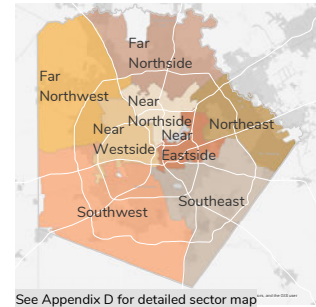 Far
Northside
Far
Northwest
Near
Northside
Near
Westside
Near
Eastside
Northeast
Southwest
Southeast
See Appendix D for detailed sector map